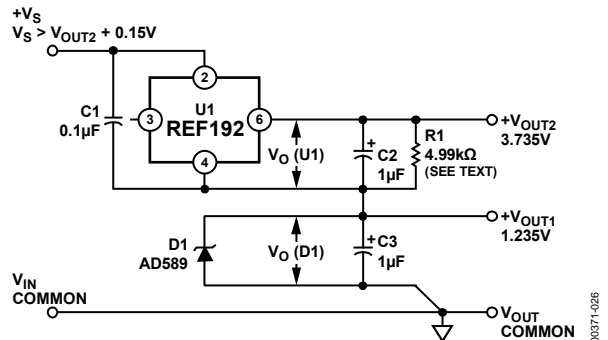 +VS
VS > VOUT2 + 0.15V
2
C1
0.1µF
3
U1
REF192
6
4
VO (U1)
+
C2
1µF
R1
4.99kΩ
(SEE TEXT)
+VOUT2
3.735V
D1
AD589
VO (D1)
+C3
1µF
+VOUT1
1.235V
VIN
COMMON
VOUT
COMMON
00371-026